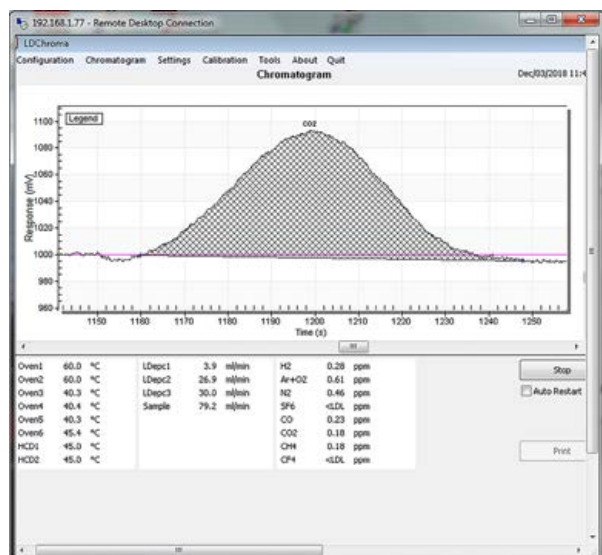 192.168.1.77 - Remote Desktop Connection
LDChroma
Configuration Chromatogram Settings Calibration Tools About Quit
Chromatogram Dec/03/2018 11:4
Legend
CO2
1100
1080
1060
1040
1020
1000
980
960
Response (mV)
1150 1160 1170 1180 1190 1200 1210 1220 1230 1240 1250
Time (s)
Oven1 60.0 °C LDepc1 3.9 ml/min H2 0.28 ppm Stop
Oven2 60.0 °C LDepc2 26.9 ml/min Ar+O2 0.61 ppm
Oven3 40.3 °C LDepc3 30.0 ml/min N2 0.46 ppm Auto Restart
Oven4 40.4 °C Sample 79.2 ml/min SF6 <LDL ppm
Oven5 40.3 °C CO 0.23 ppm
Oven6 45.4 °C CO2 0.18 ppm
HCD1 45.0 °C CH4 0.18 ppm Print
HCD2 45.0 °C CF4 <LDL ppm